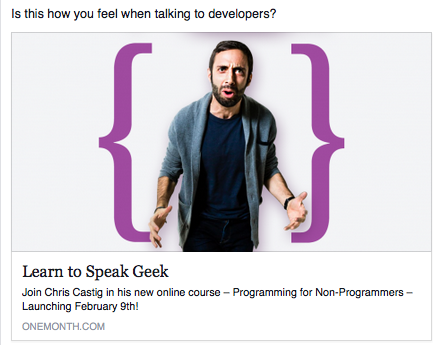 Is this how you feel when talking to developers?
{ }
Learn to Speak Geek
Join Chris Castig in his new online course – Programming for Non-Programmers –
Launching February 9th!
ONEMONTH.COM